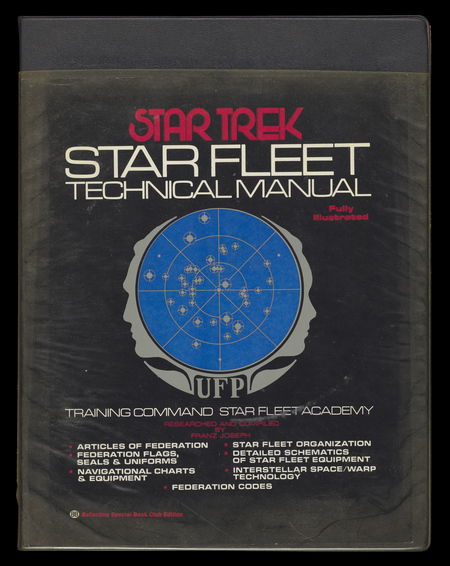 STAR TREK
STAR FLEET
TECHNICAL MANUAL
Fully
Illustrated
UFP
TRAINING COMMAND STAR FLEET ACADEMY
RESEARCHED AND COMPILED
BY
FRANZ JOSEPH
ARTICLES OF FEDERATION
FEDERATION FLAGS,
SEALS & UNIFORMS
NAVIGATIONAL CHARTS
& EQUIPMENT
STAR FLEET ORGANIZATION
DETAILED SCHEMATICS
OF STAR FLEET EQUIPMENT
INTERSTELLAR SPACE/WARP
TECHNOLOGY
FEDERATION CODES
Ballantine Special Book Club Edition